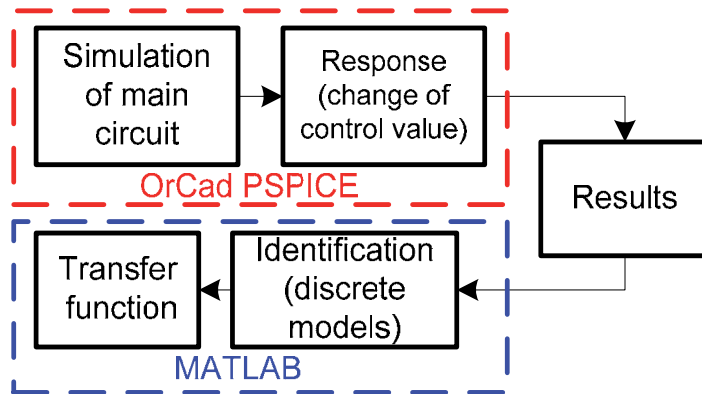 Simulation
of main
circuit
Response
(change of
control value)
OrCad PSPICE
Results
Transfer
function
Identification
(discrete
models)
MATLAB